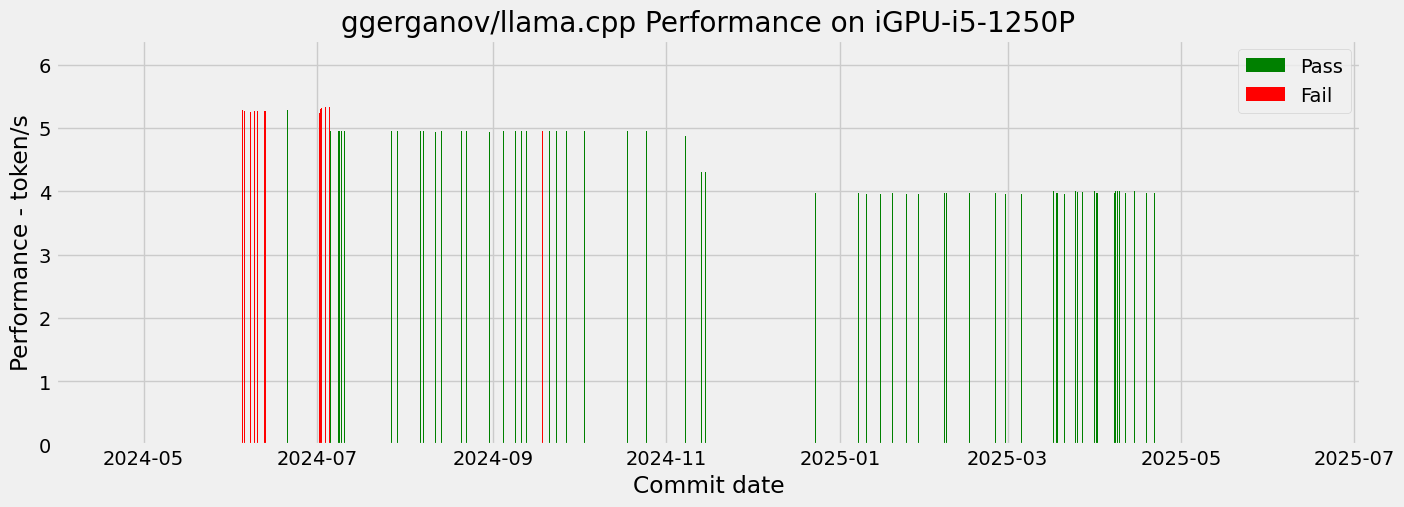 ggerganov/llama.cpp Performance on iGPU-i5-1250P
Pass
Fail
Performance - token/s
6
5
4
3
2
1
0
2024-05 2024-07 2024-09 2024-11 2025-01 2025-03 2025-05 2025-07
Commit date